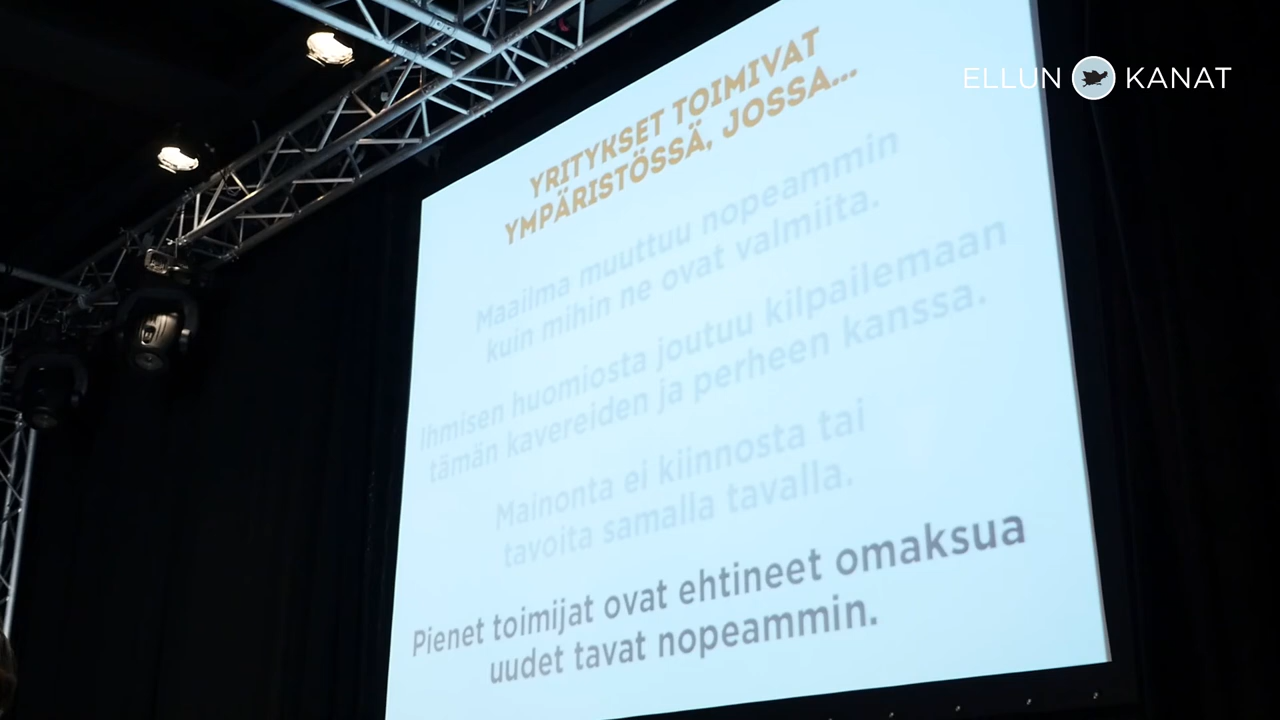 ELLUN KANAT
YRITYKSET TOIMIVAT
YMPÄRISTÖSSÄ, JOSSA...
Maailma muuttuu nopeammin
kuin mihin ne ovat valmiita.
Ihmisen huomiosta joutuu kilpailemaan
tämän kavereiden ja perheen kanssa.
Mainonta ei kiinnosta tai
tavoita samalla tavalla.
Pienet toimijat ovat ehtineet omaksua
uudet tavat nopeammin.